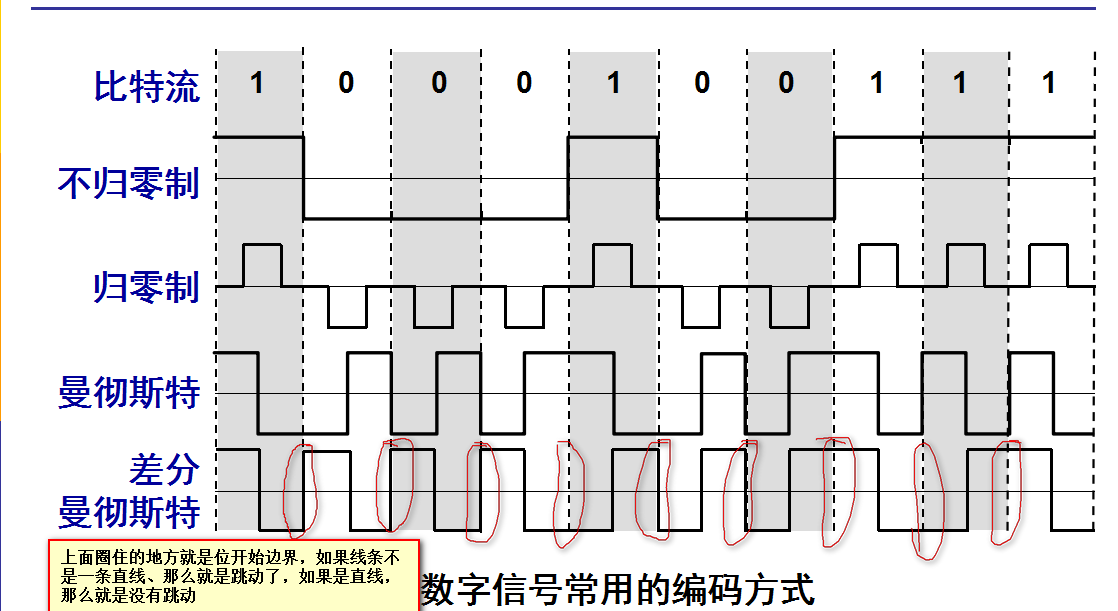 比特流 1 0 0 0 1 0 0 1 1 1
不归零制
归零制
曼彻斯特
差分
曼彻斯特
上面圈住的地方就是位开始边界，如果线条不
是一条直线、那么就是跳动了，如果是直线，
那么就是没有跳动
数字信号常用的编码方式